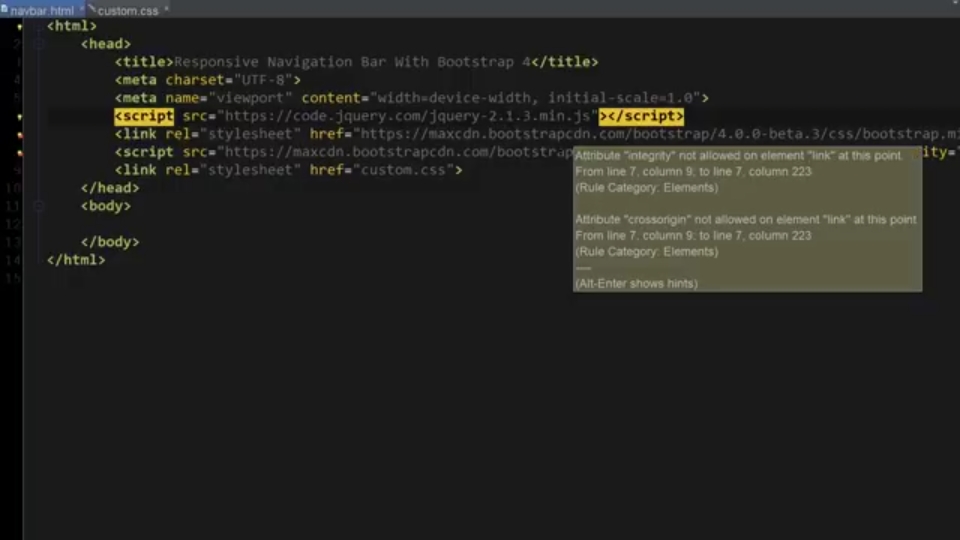 navbar.html × custom.css ×
<html>
2 <head>
3 <title>Responsive Navigation Bar With Bootstrap 4</title>
4 <meta charset="UTF-8">
5 <meta name="viewport" content="width=device-width, initial-scale=1.0">
<script src="https://code.jquery.com/jquery-2.1.3.min.js"></script>
<link rel="stylesheet" href="https://maxcdn.bootstrapcdn.com/bootstrap/4.0.0-beta.3/css/bootstrap.mi
<script src="https://maxcdn.bootstrapcdn.com/bootstrap
ity="
9 <link rel="stylesheet" href="custom.css">
10 </head>
11 <body>
12
13 </body>
14 </html>
15
Attribute "integrity" not allowed on element "link" at this point.
From line 7, column 9; to line 7, column 223
(Rule Category: Elements)
Attribute "crossorigin" not allowed on element "link" at this point
From line 7, column 9; to line 7, column 223
(Rule Category: Elements)
----
(Alt-Enter shows hints)